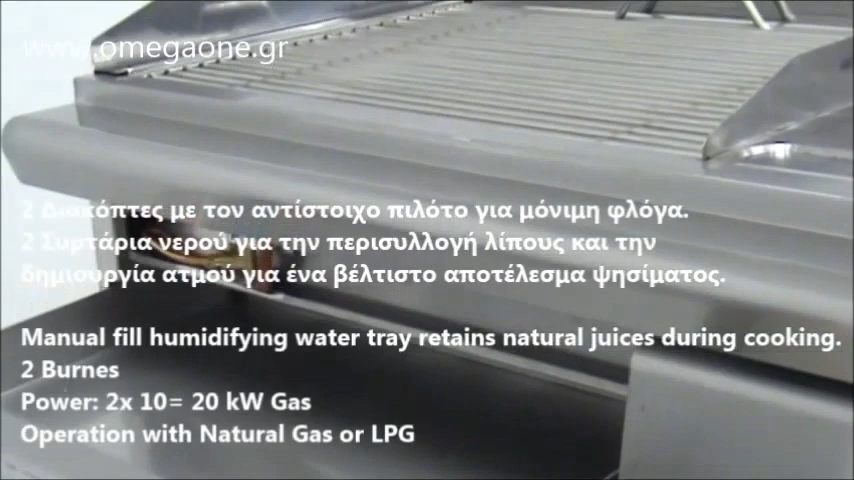 www.omegaone.gr
2 Διακόπτες με τον αντίστοιχο πιλότο για μόνιμη φλόγα.
2 Συρτάρια νερού για την περισυλλογή λίπους και την
δημιουργία ατμού για ένα βέλτιστο αποτέλεσμα ψησίματος.
Manual fill humidifying water tray retains natural juices during cooking.
2 Burnes
Power: 2x 10= 20 kW Gas
Operation with Natural Gas or LPG